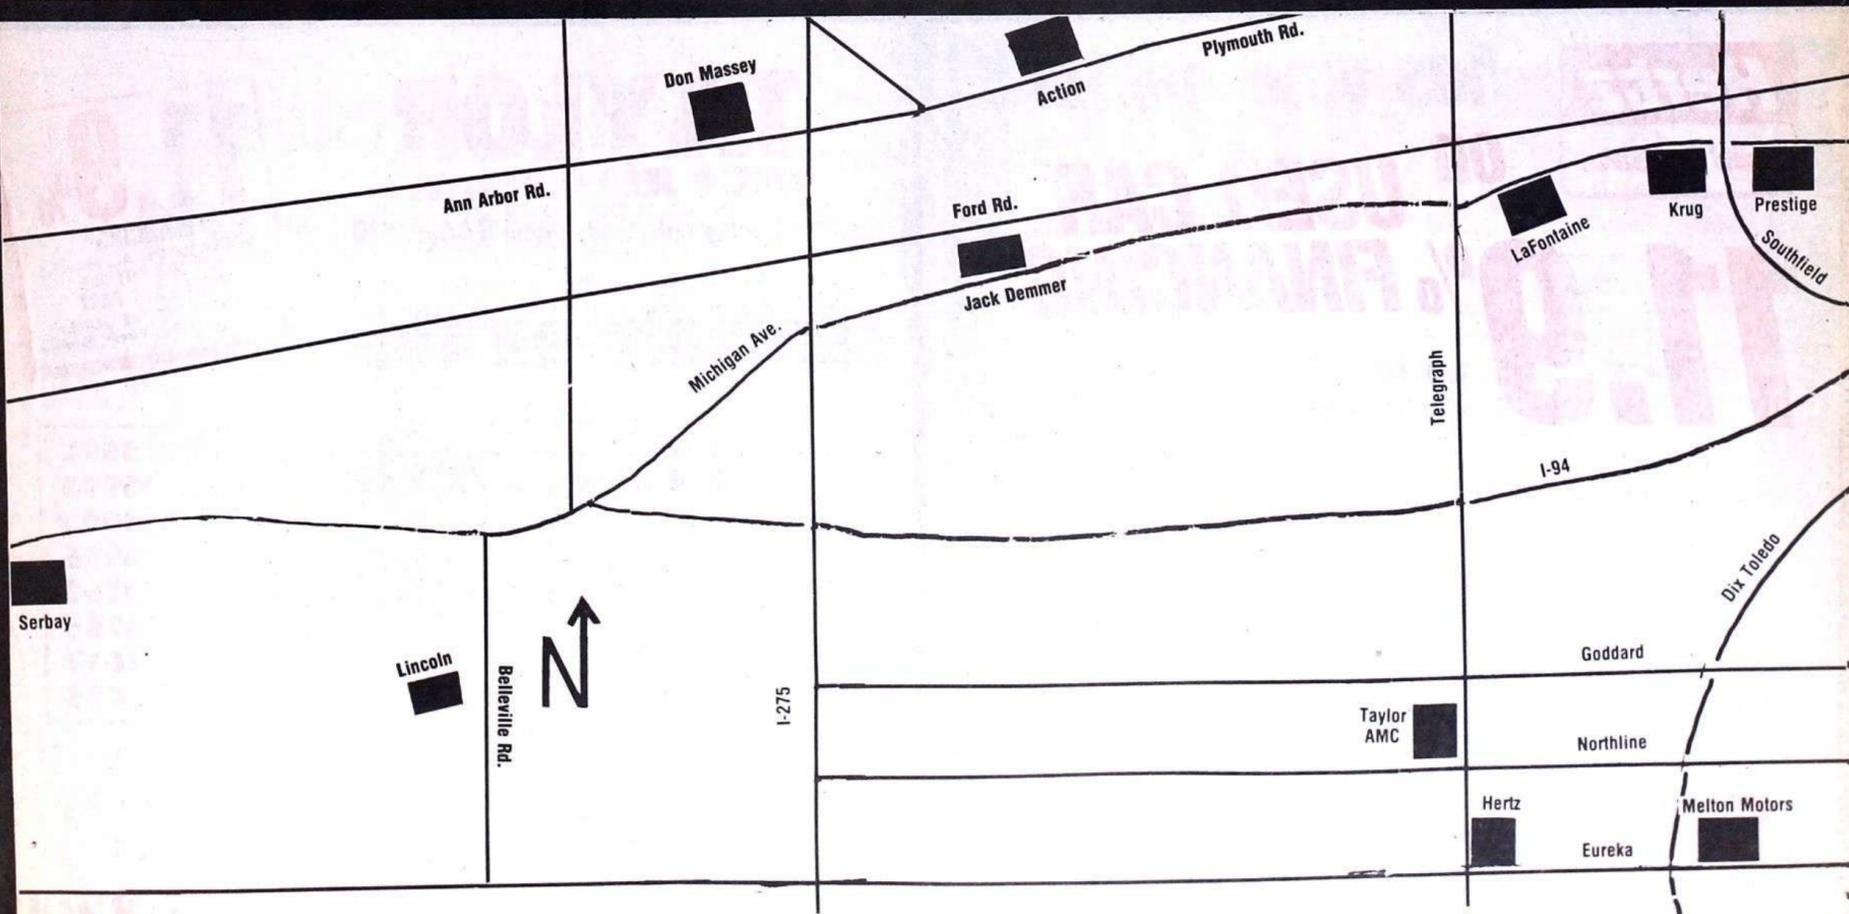 Plymouth Rd.
Don Massey
Action
Ann Arbor Rd.
Ford Rd.
Krug
Prestige
LaFontaine
Southfield
Jack Demmer
Michigan Ave.
Telegraph
I-94
Dix Toledo
Serbay
Lincoln
Belleville Rd.
N
I-275
Goddard
Taylor
AMC
Northline
Hertz
Melton Motors
Eureka